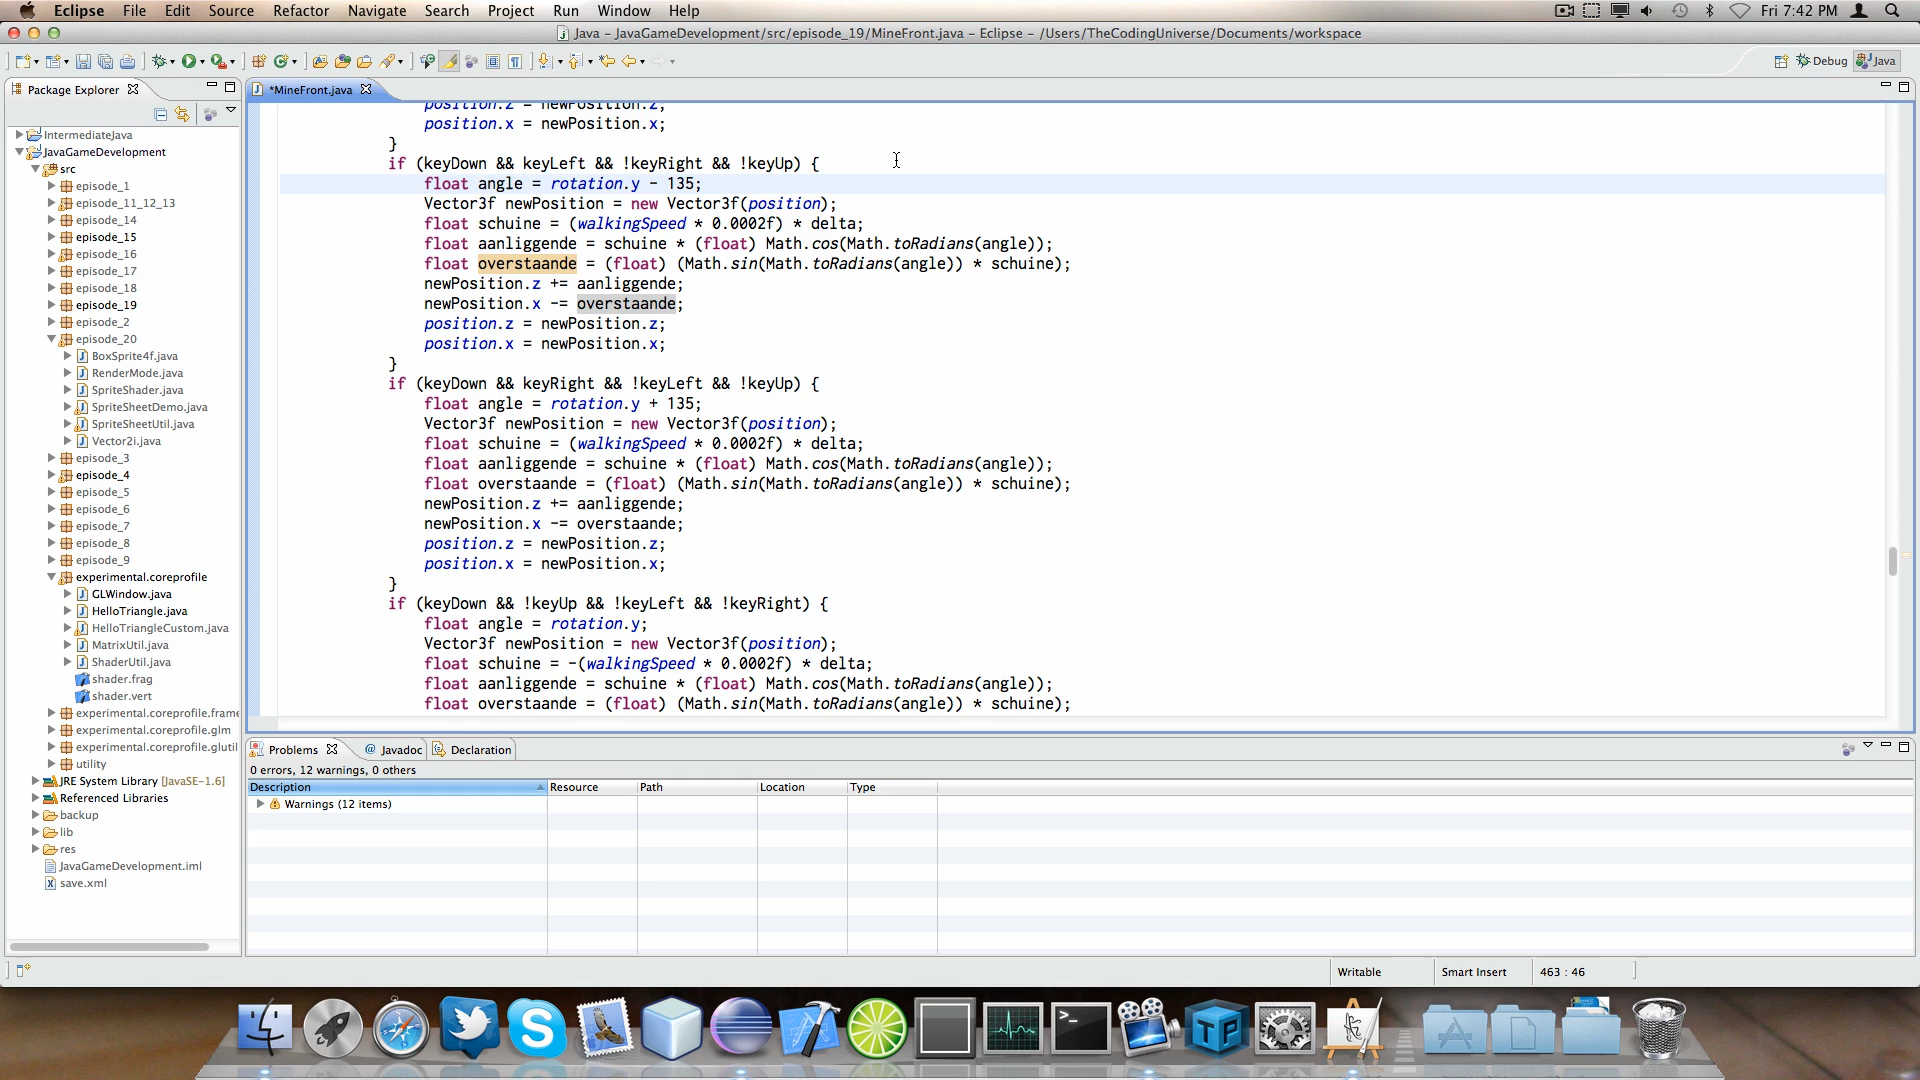 Eclipse File Edit Source Refactor Navigate Search Project Run Window Help Fri 7:42 PM
Java – JavaGameDevelopment/src/episode_19/MineFront.java – Eclipse – /Users/TheCodingUniverse/Documents/workspace
Debug Java
Package Explorer
IntermediateJava
JavaGameDevelopment
src
episode_1
episode_11_12_13
episode_14
episode_15
episode_16
episode_17
episode_18
episode_19
episode_2
episode_20
BoxSprite4f.java
RenderMode.java
SpriteShader.java
SpriteSheetDemo.java
SpriteSheetUtil.java
Vector2i.java
episode_3
episode_4
episode_5
episode_6
episode_7
episode_8
episode_9
experimental.coreprofile
GLWindow.java
HelloTriangle.java
HelloTriangleCustom.java
MatrixUtil.java
ShaderUtil.java
shader.frag
shader.vert
experimental.coreprofile.frame
experimental.coreprofile.glm
experimental.coreprofile.glutil
utility
JRE System Library [JavaSE-1.6]
Referenced Libraries
backup
lib
res
JavaGameDevelopment.iml
save.xml
*MineFront.java
position.z = newPosition.z;
position.x = newPosition.x;
}
if (keyDown && keyLeft && !keyRight && !keyUp) {
float angle = rotation.y - 135;
Vector3f newPosition = new Vector3f(position);
float schuine = (walkingSpeed * 0.0002f) * delta;
float aanliggende = schuine * (float) Math.cos(Math.toRadians(angle));
float overstaande = (float) (Math.sin(Math.toRadians(angle)) * schuine);
newPosition.z += aanliggende;
newPosition.x -= overstaande;
position.z = newPosition.z;
position.x = newPosition.x;
}
if (keyDown && keyRight && !keyLeft && !keyUp) {
float angle = rotation.y + 135;
Vector3f newPosition = new Vector3f(position);
float schuine = (walkingSpeed * 0.0002f) * delta;
float aanliggende = schuine * (float) Math.cos(Math.toRadians(angle));
float overstaande = (float) (Math.sin(Math.toRadians(angle)) * schuine);
newPosition.z += aanliggende;
newPosition.x -= overstaande;
position.z = newPosition.z;
position.x = newPosition.x;
}
if (keyDown && !keyUp && !keyLeft && !keyRight) {
float angle = rotation.y;
Vector3f newPosition = new Vector3f(position);
float schuine = -(walkingSpeed * 0.0002f) * delta;
float aanliggende = schuine * (float) Math.cos(Math.toRadians(angle));
float overstaande = (float) (Math.sin(Math.toRadians(angle)) * schuine);
Problems @ Javadoc Declaration
0 errors, 12 warnings, 0 others
Description Resource Path Location Type
Warnings (12 items)
Writable Smart Insert 463 : 46
TP